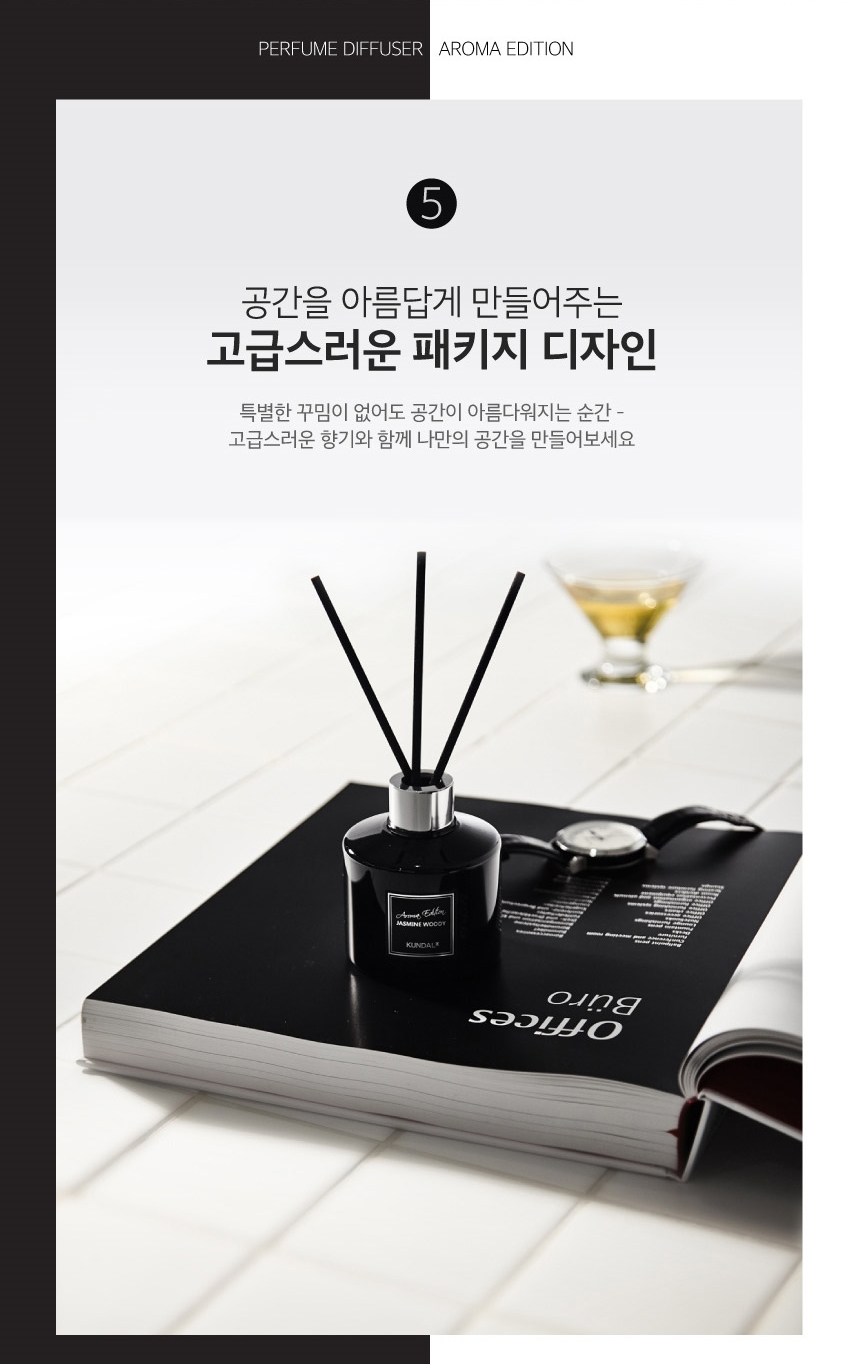 PERFUME DIFFUSER AROMA EDITION
5
공간을 아름답게 만들어주는
고급스러운 패키지 디자인
특별한 꾸밈이 없어도 공간이 아름다워지는 순간 -
고급스러운 향기와 함께 나만의 공간을 만들어보세요
Aroma Edition
JASMINE WOODY
KUNDAL
Büro
Offices